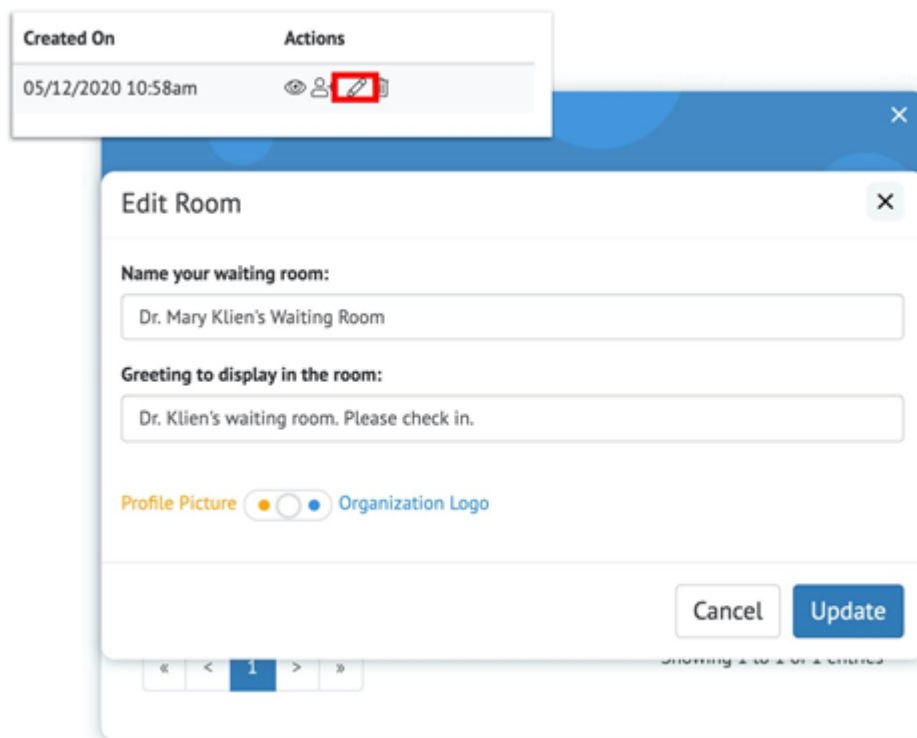 Created On Actions
05/12/2020 10:58am
Edit Room
Name your waiting room:
Dr. Mary Klien's Waiting Room
Greeting to display in the room:
Dr. Klien's waiting room. Please check in.
Profile Picture Organization Logo
Cancel Update
« < 1 > »
Showing 1 to 1 of 1 entries